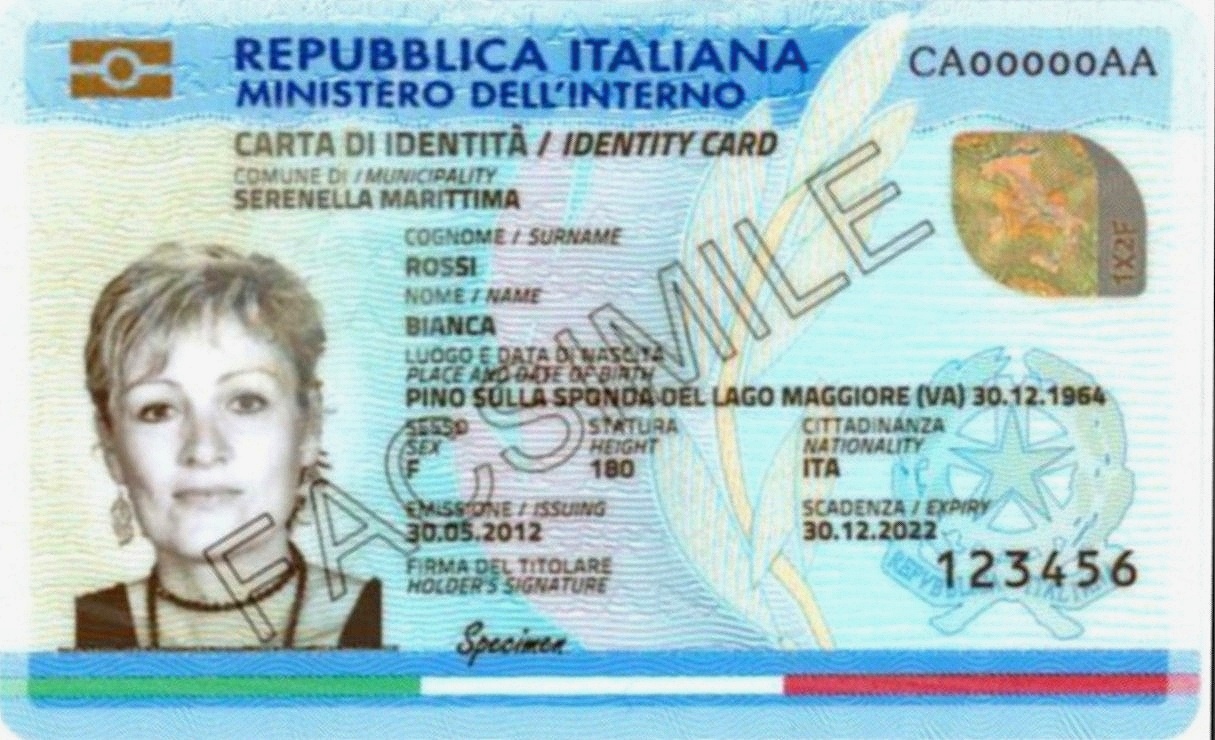 REPUBBLICA ITALIANA
MINISTERO DELL'INTERNO
CA00000AA
CARTA DI IDENTITÀ / IDENTITY CARD
COMUNE DI / MUNICIPALITY
SERENELLA MARITTIMA
COGNOME / SURNAME
ROSSI
NOME / NAME
BIANCA
LUOGO E DATA DI NASCITA
PLACE AND DATE OF BIRTH
PINO SULLA SPONDA DEL LAGO MAGGIORE (VA) 30.12.1964
SESSO STATURA CITTADINANZA
SEX HEIGHT NATIONALITY
F 180 ITA
EMISSIONE / ISSUING SCADENZA / EXPIRY
30.05.2012 30.12.2022
FIRMA DEL TITOLARE
HOLDER'S SIGNATURE
123456
Specimen
FAC SIMILE
1X2F
REPUBBLICA ITALIANA